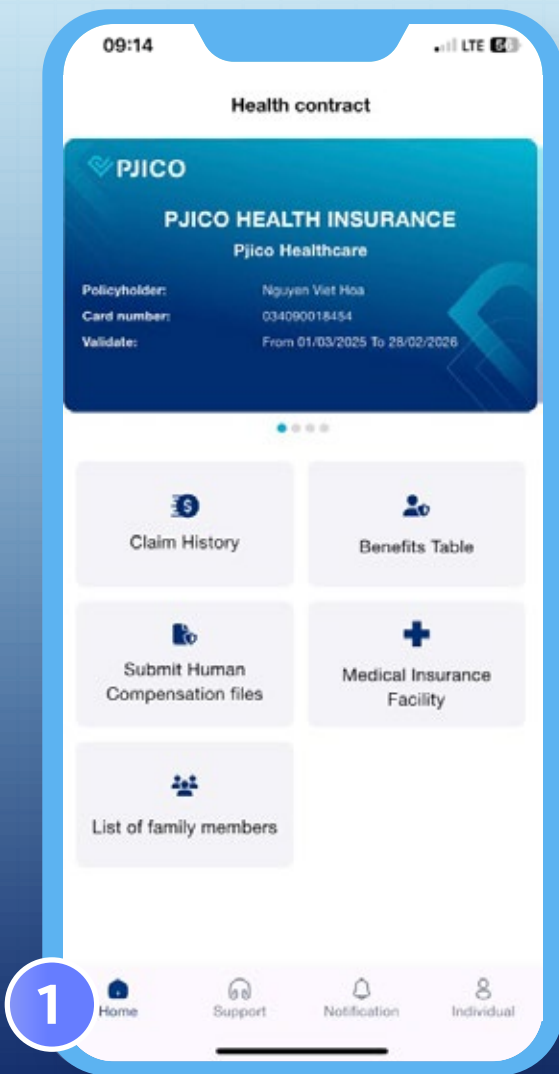 09:14
LTE
Health contract
PJICO
PJICO HEALTH INSURANCE
Pjico Healthcare
Policyholder: Nguyen Viet Hoa
Card number: 034090018454
Validate: From 01/03/2025 To 28/02/2026
Claim History
Benefits Table
Submit Human
Compensation files
Medical Insurance
Facility
List of family members
1
Home
Support
Notification
Individual